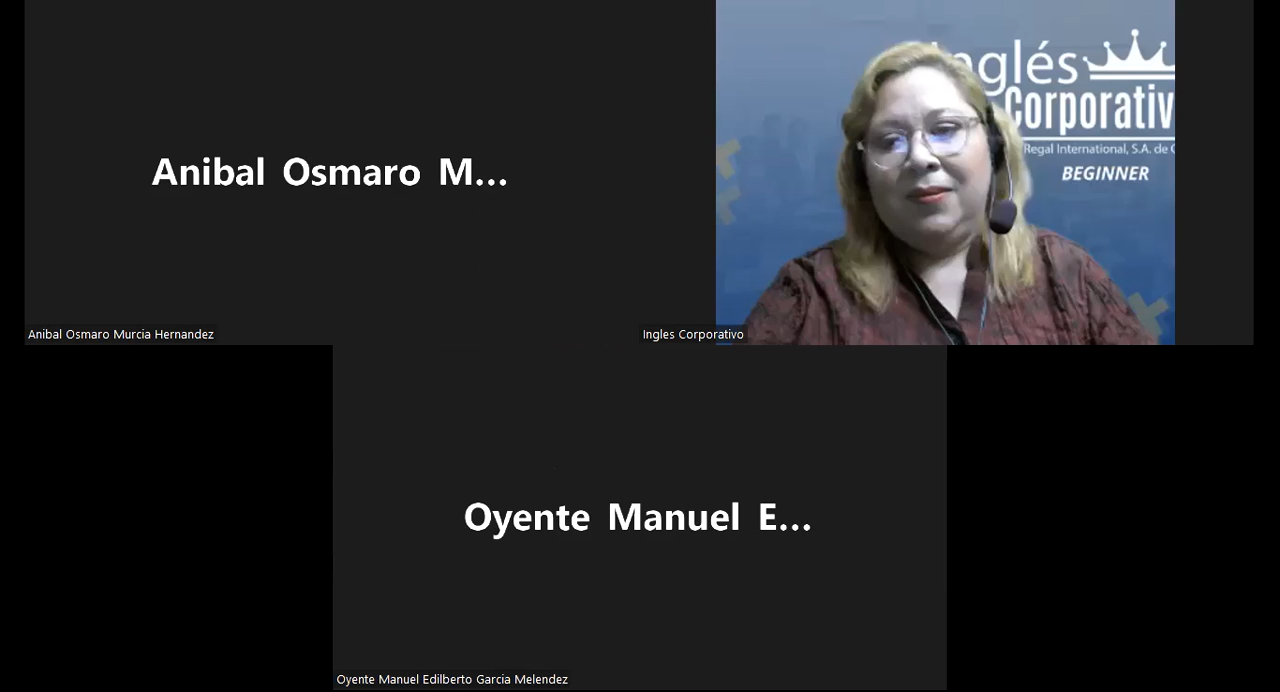 Anibal Osmaro M...
Inglés
Corporativ
Regal International, S.A. de C
BEGINNER
Anibal Osmaro Murcia Hernandez
Ingles Corporativo
Oyente Manuel E...
Oyente Manuel Edilberto Garcia Melendez